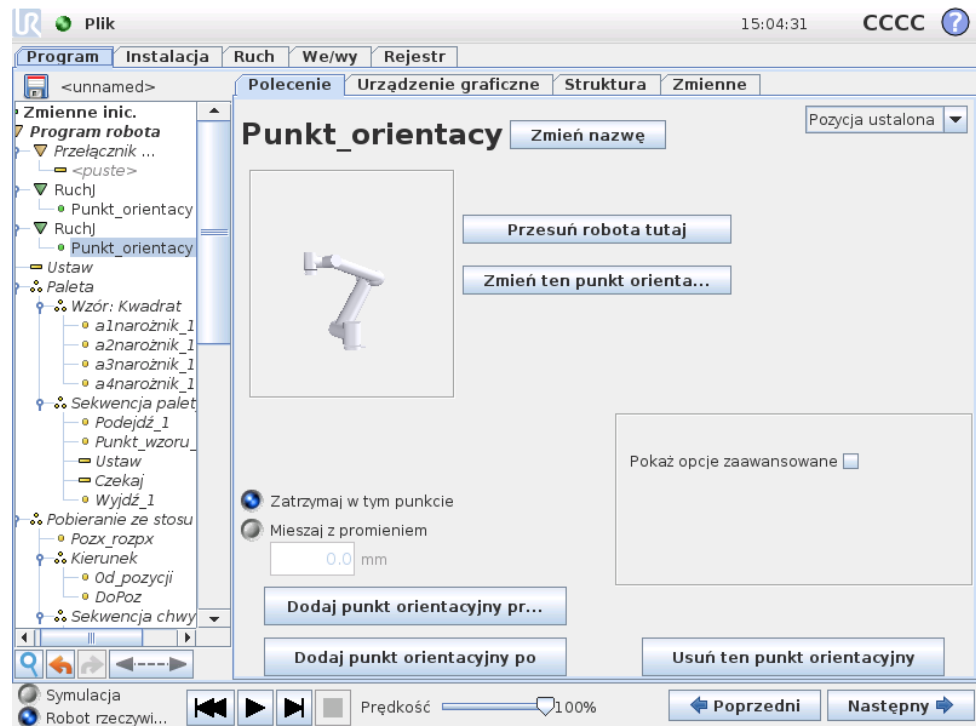 UR Plik 15:04:31 CCCC ?
Program Instalacja Ruch We/wy Rejestr
<unnamed>
Zmienne inic.
Program robota
Przełącznik ...
<puste>
RuchJ
Punkt_orientacy
RuchJ
Punkt_orientacy
Ustaw
Paleta
Wzór: Kwadrat
a1narożnik_1
a2narożnik_1
a3narożnik_1
a4narożnik_1
Sekwencja palet
Podejdź_1
Punkt_wzoru_
Ustaw
Czekaj
Wyjdź_1
Pobieranie ze stosu
Pozx_rozpx
Kierunek
Od_pozycji
DoPoz
Sekwencja chwy
Polecenie Urządzenie graficzne Struktura Zmienne
Punkt_orientacy Zmień nazwę Pozycja ustalona
Przesuń robota tutaj
Zmień ten punkt orienta...
Pokaż opcje zaawansowane
Zatrzymaj w tym punkcie
Mieszaj z promieniem
0.0 mm
Dodaj punkt orientacyjny pr...
Dodaj punkt orientacyjny po Usuń ten punkt orientacyjny
Symulacja
Robot rzeczywi...
Prędkość 100% Poprzedni Następny